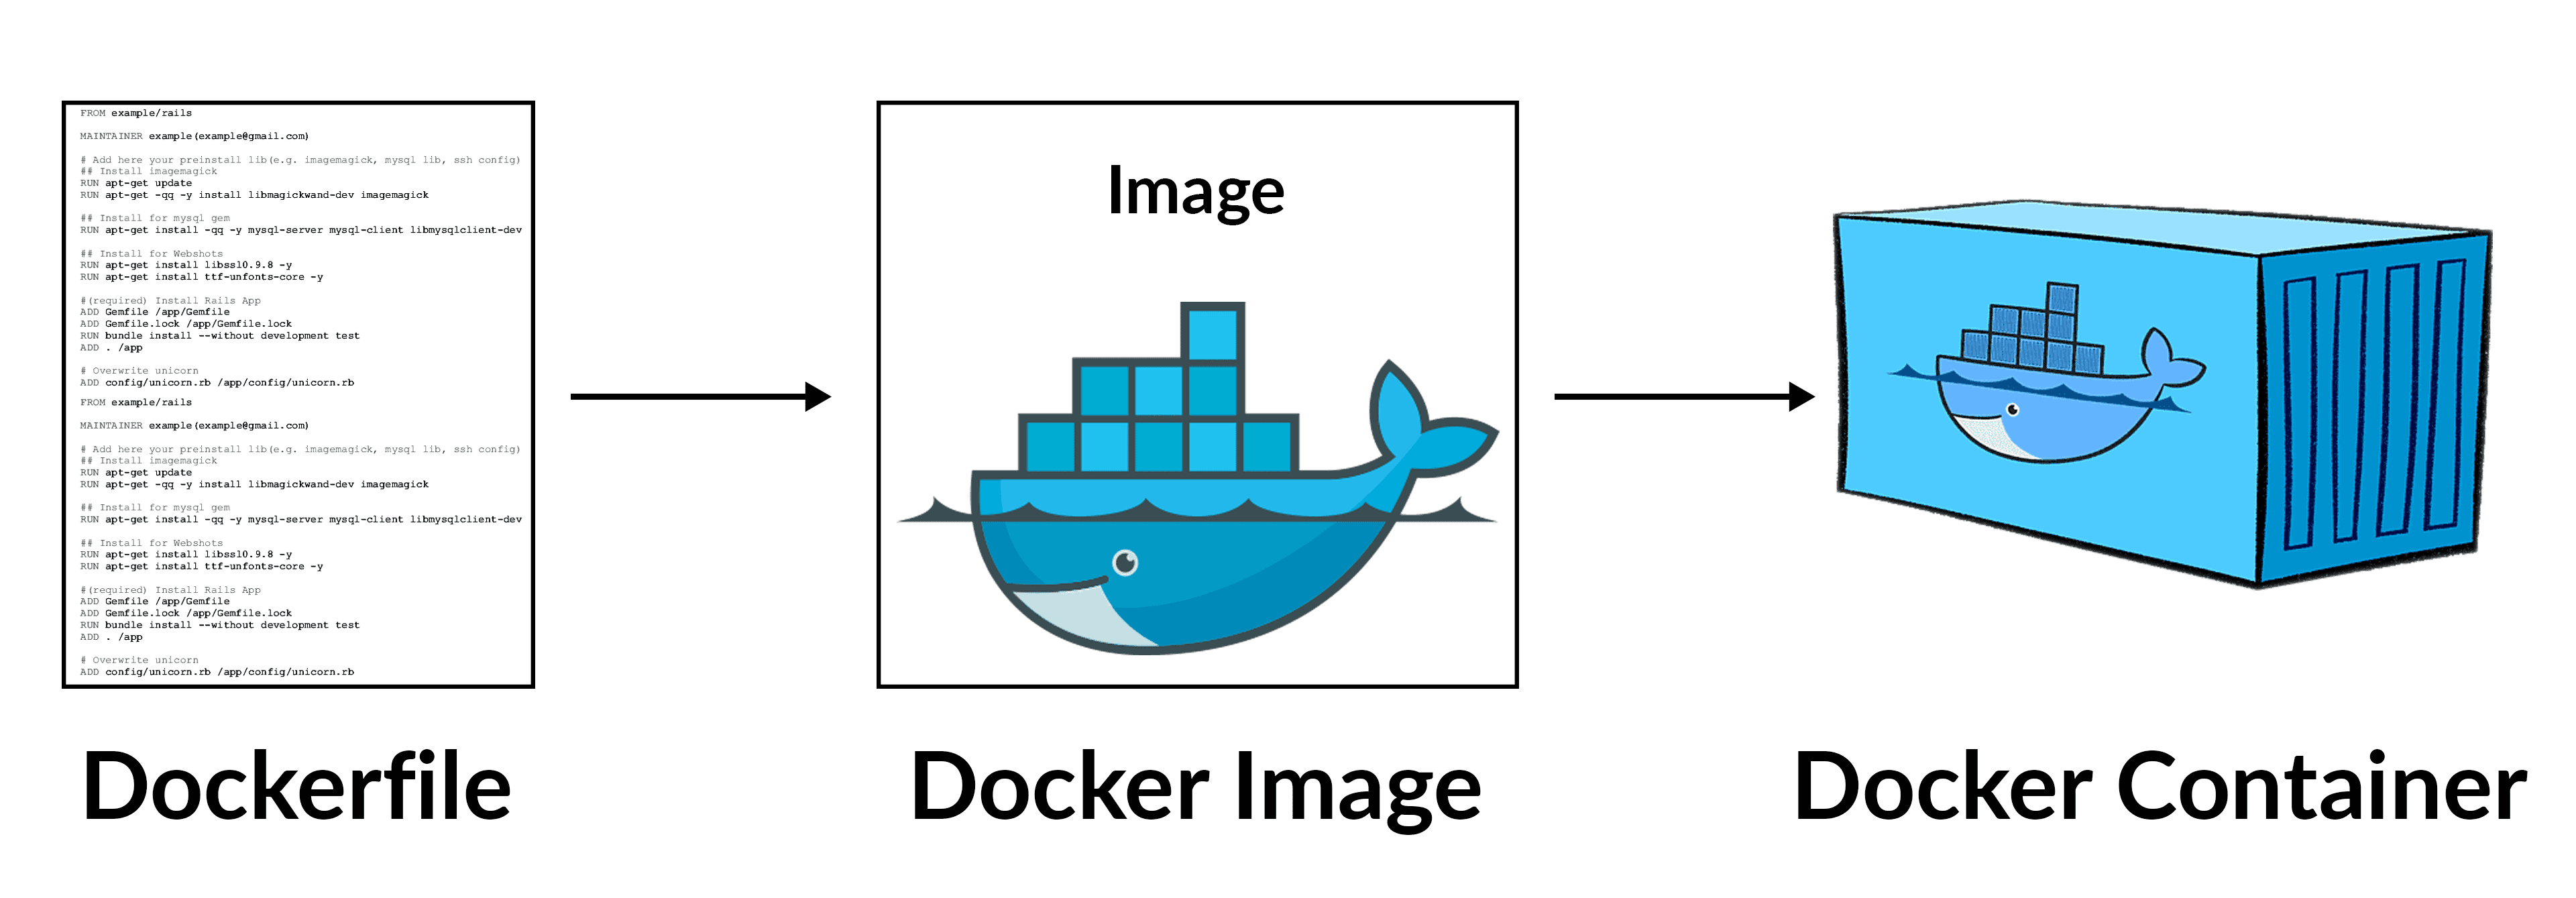 FROM example/rails
MAINTAINER example(example@gmail.com)
# Add here your preinstall lib(e.g. imagemagick, mysql lib, ssh config)
## Install imagemagick
RUN apt-get update
RUN apt-get -qq -y install libmagickwand-dev imagemagick
## Install for mysql gem
RUN apt-get install -qq -y mysql-server mysql-client libmysqlclient-dev
## Install for Webshots
RUN apt-get install libssl0.9.8 -y
RUN apt-get install ttf-unfonts-core -y
#(required) Install Rails App
ADD Gemfile /app/Gemfile
ADD Gemfile.lock /app/Gemfile.lock
RUN bundle install --without development test
ADD . /app
# Overwrite unicorn
ADD config/unicorn.rb /app/config/unicorn.rb
FROM example/rails
MAINTAINER example(example@gmail.com)
# Add here your preinstall lib(e.g. imagemagick, mysql lib, ssh config)
## Install imagemagick
RUN apt-get update
RUN apt-get -qq -y install libmagickwand-dev imagemagick
## Install for mysql gem
RUN apt-get install -qq -y mysql-server mysql-client libmysqlclient-dev
## Install for Webshots
RUN apt-get install libssl0.9.8 -y
RUN apt-get install ttf-unfonts-core -y
#(required) Install Rails App
ADD Gemfile /app/Gemfile
ADD Gemfile.lock /app/Gemfile.lock
RUN bundle install --without development test
ADD . /app
# Overwrite unicorn
ADD config/unicorn.rb /app/config/unicorn.rb
Dockerfile
Image
Docker Image
Docker Container